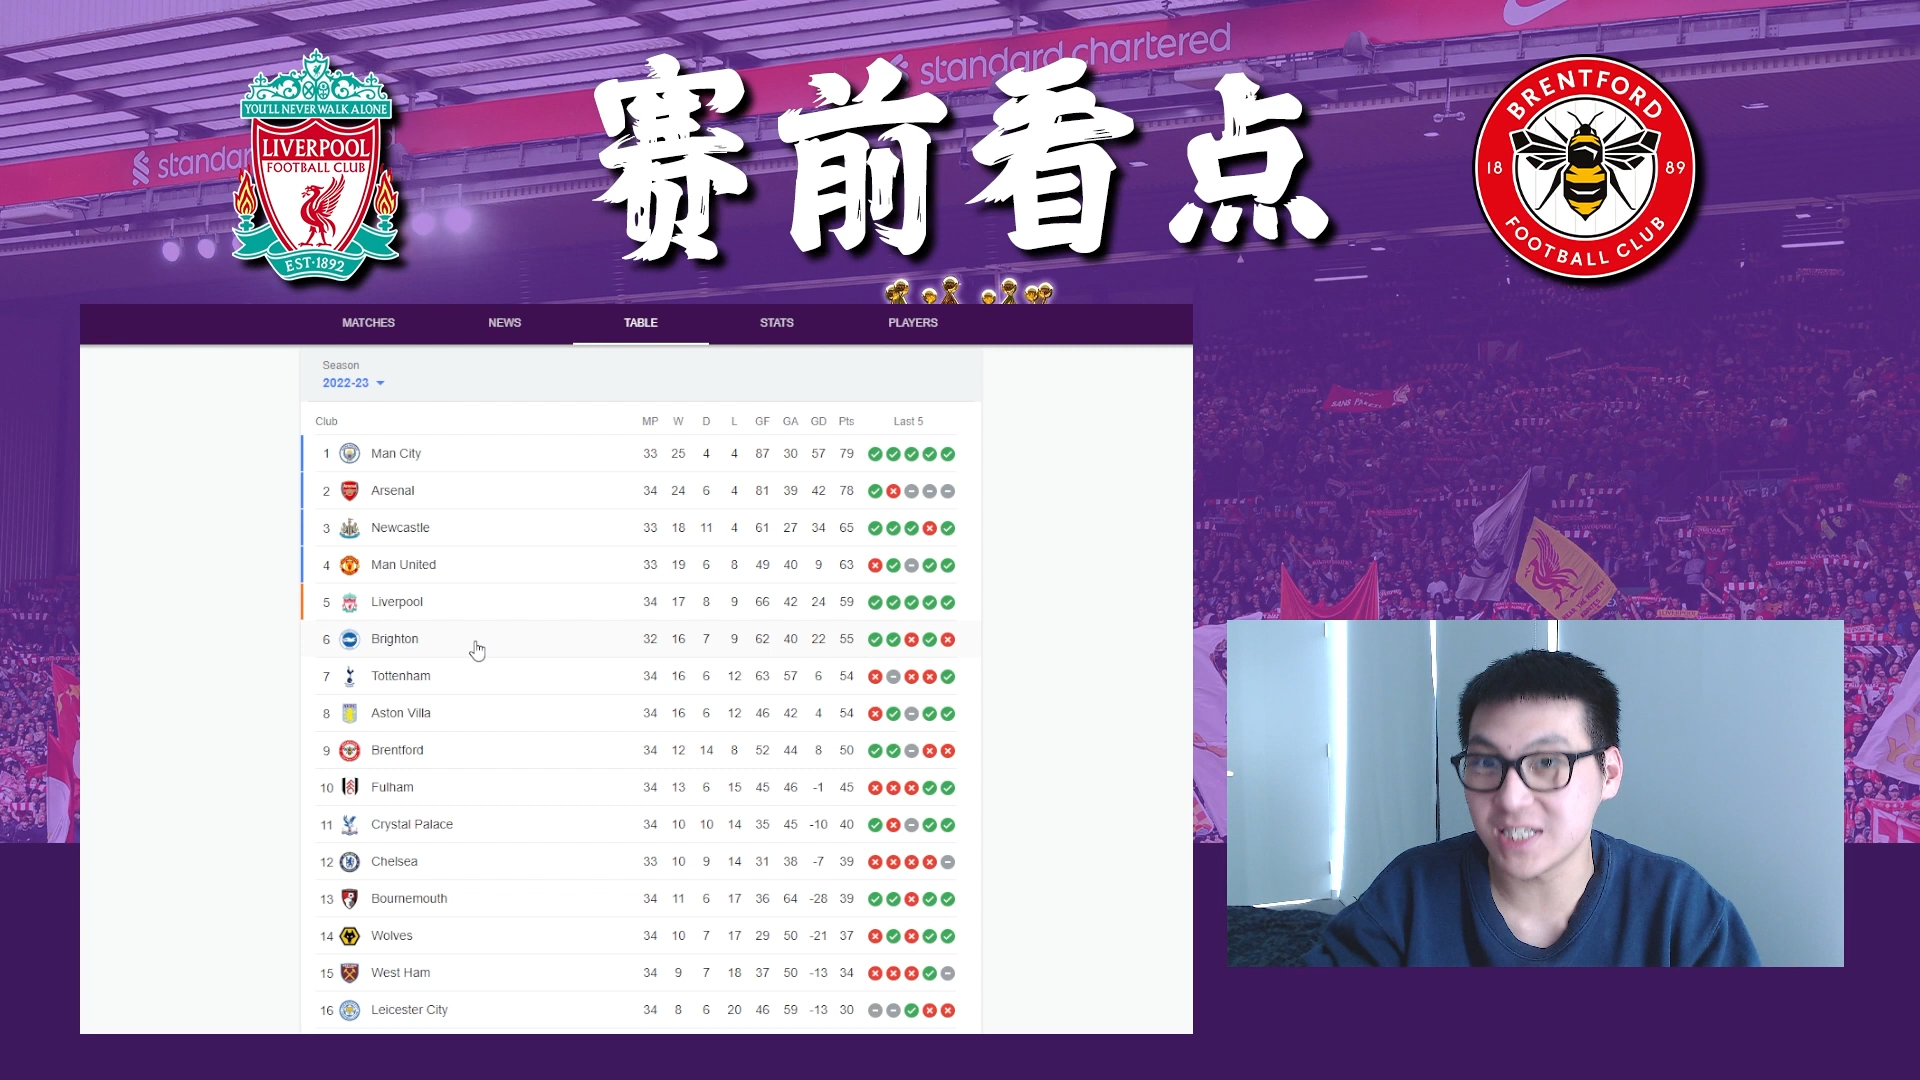 standard chartered
standar
YOU'LL NEVER WALK ALONE
LIVERPOOL
FOOTBALL CLUB
EST·1892
赛前看点
BRENTFORD
18 89
FOOTBALL CLUB
MATCHES NEWS TABLE STATS PLAYERS
Season
2022-23
Club MP W D L GF GA GD Pts Last 5
1 Man City 33 25 4 4 87 30 57 79
2 Arsenal 34 24 6 4 81 39 42 78
3 Newcastle 33 18 11 4 61 27 34 65
4 Man United 33 19 6 8 49 40 9 63
5 Liverpool 34 17 8 9 66 42 24 59
6 Brighton 32 16 7 9 62 40 22 55
7 Tottenham 34 16 6 12 63 57 6 54
8 Aston Villa 34 16 6 12 46 42 4 54
9 Brentford 34 12 14 8 52 44 8 50
10 Fulham 34 13 6 15 45 46 -1 45
11 Crystal Palace 34 10 10 14 35 45 -10 40
12 Chelsea 33 10 9 14 31 38 -7 39
13 Bournemouth 34 11 6 17 36 64 -28 39
14 Wolves 34 10 7 17 29 50 -21 37
15 West Ham 34 9 7 18 37 50 -13 34
16 Leicester City 34 8 6 20 46 59 -13 30